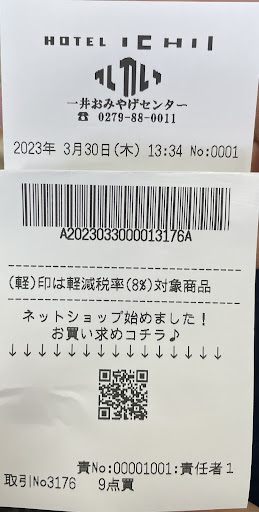 HOTEL ICHII
一井おみやげセンター
☎ 0279-88-0011
2023年 3月30日(木) 13:34 No:0001
A2023033000013176A
(軽)印は軽減税率(8%)対象商品
ネットショップ始めました!
お買い求めコチラ♪
↓↓↓↓↓↓↓↓↓↓↓↓↓↓↓↓
責No:00001001:責任者1
取引No3176 9点買